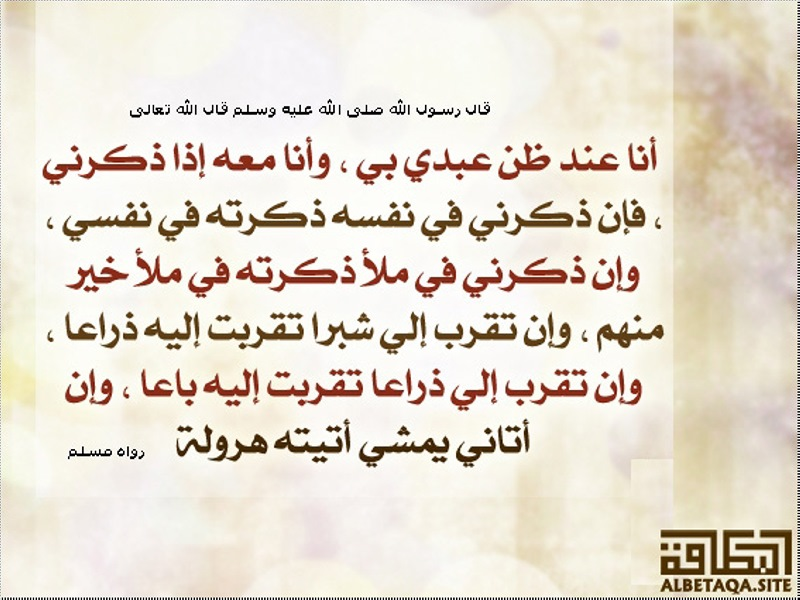 قال رسول الله صلى الله عليه وسلم قال الله تعالى
أنا عند ظن عبدي بي ، وأنا معه إذا ذكرني
، فإن ذكرني في نفسه ذكرته في نفسي ،
وإن ذكرني في ملأ ذكرته في ملأ خير
منهم ، وإن تقرب إلي شبرا تقربت إليه ذراعا ،
وإن تقرب إلي ذراعا تقربت إليه باعا ، وإن
أتاني يمشي أتيته هرولة
رواه مسلم
البطاقة
ALBETAQA.SITE